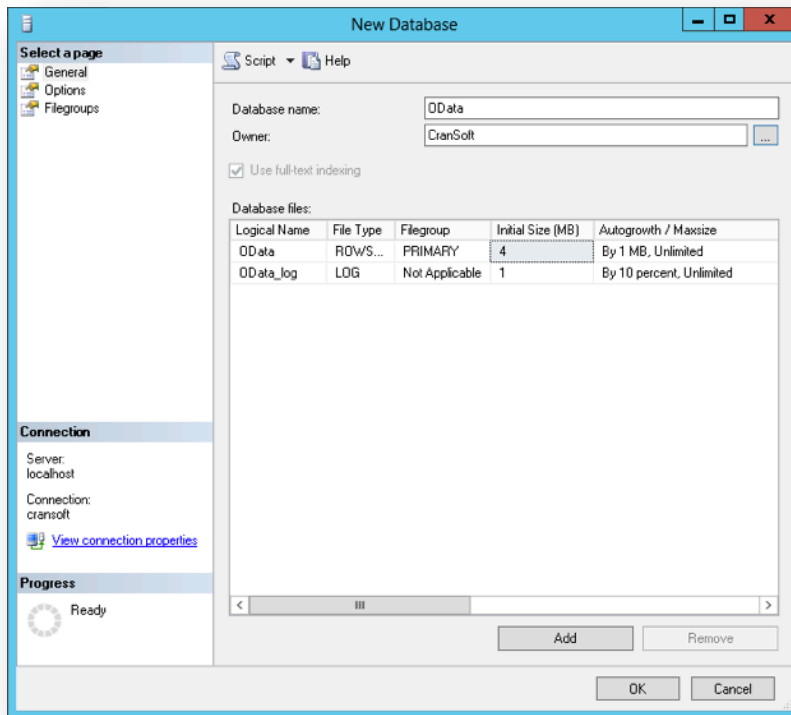 New Database
Select a page
General
Options
Filegroups
Script
Help
Database name:
OData
Owner:
CranSoft
...
Use full-text indexing
Database files:
Logical Name File Type Filegroup Initial Size (MB) Autogrowth / Maxsize
OData ROWS... PRIMARY 4 By 1 MB, Unlimited
OData_log LOG Not Applicable 1 By 10 percent, Unlimited
Connection
Server:
localhost
Connection:
cransoft
View connection properties
Progress
Ready
Add Remove
OK Cancel